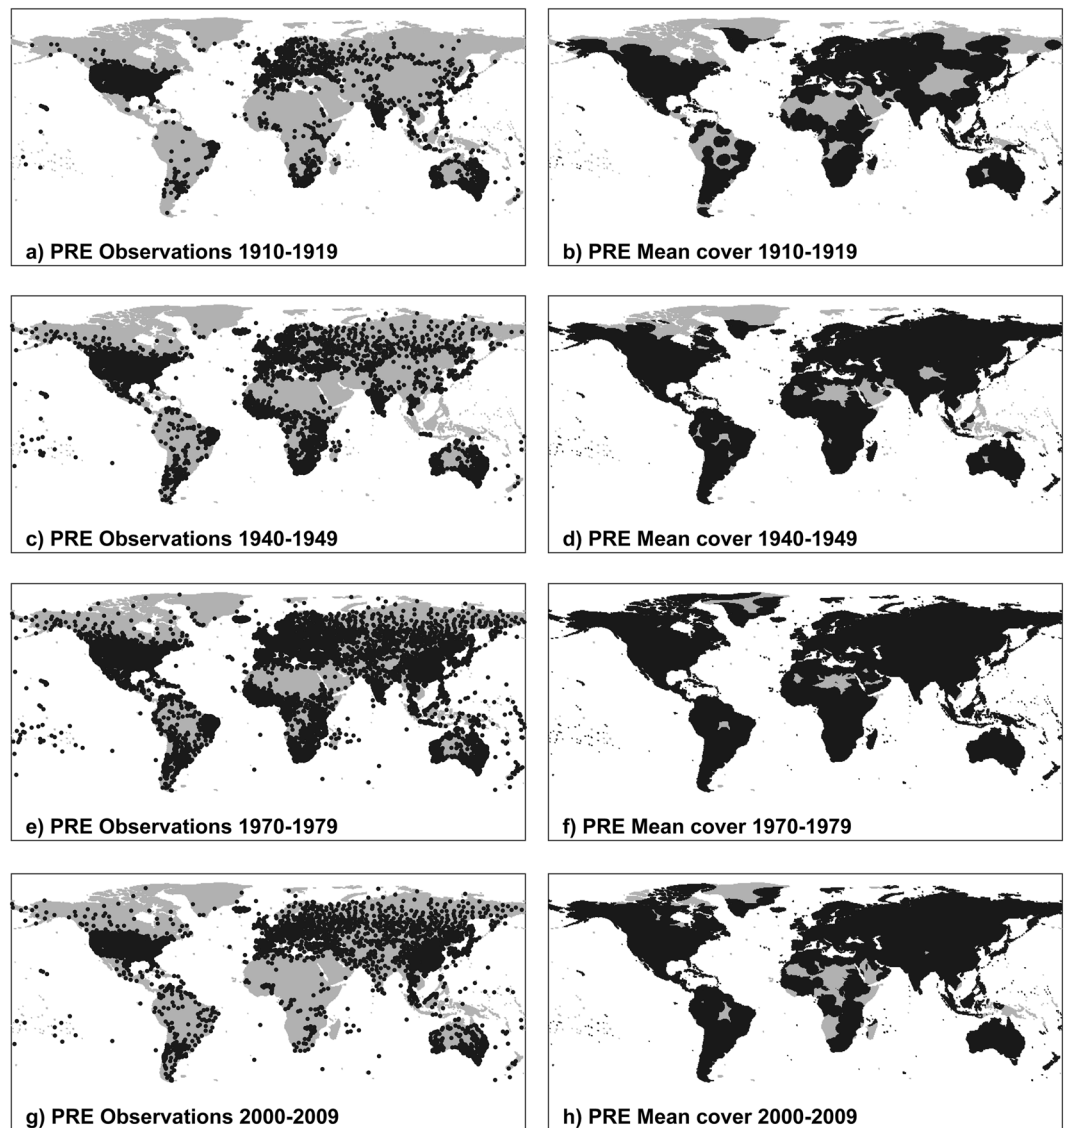 a) PRE Observations 1910-1919
b) PRE Mean cover 1910-1919
c) PRE Observations 1940-1949
d) PRE Mean cover 1940-1949
e) PRE Observations 1970-1979
f) PRE Mean cover 1970-1979
g) PRE Observations 2000-2009
h) PRE Mean cover 2000-2009